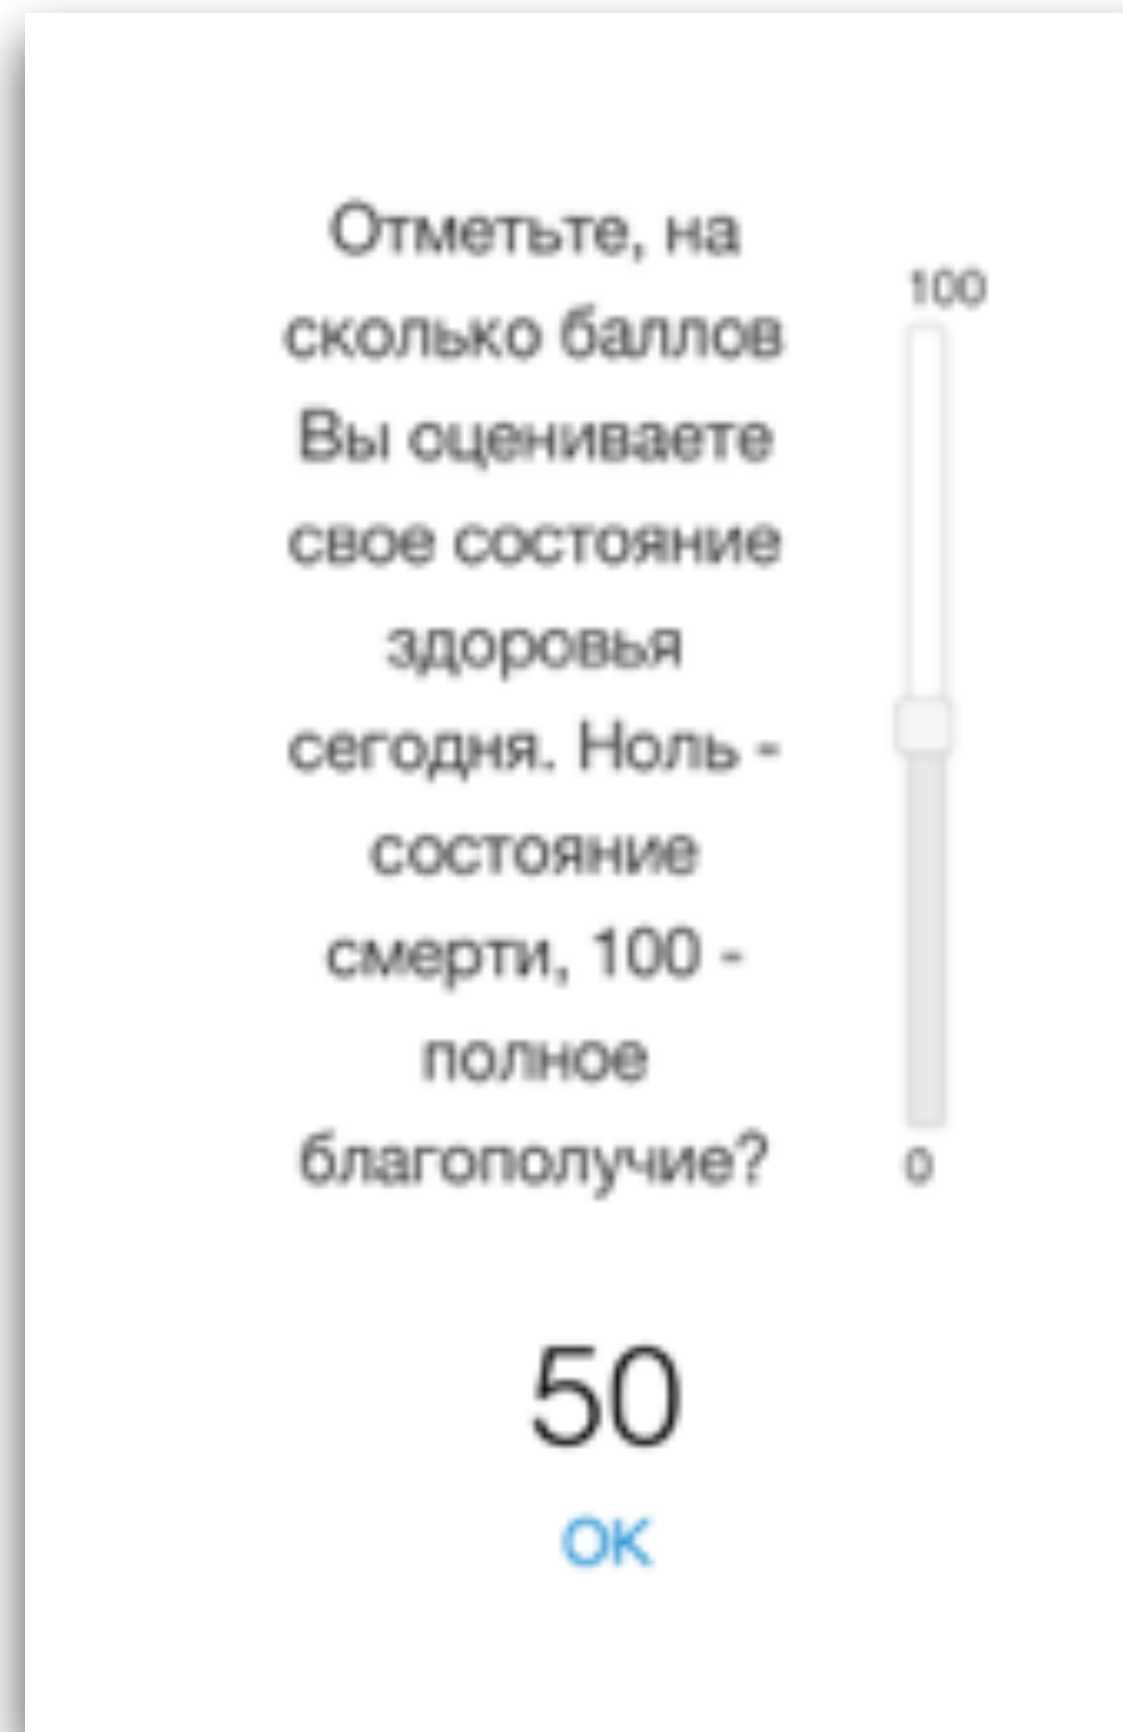 Отметьте, на
сколько баллов
Вы оцениваете
свое состояние
здоровья
сегодня. Ноль -
состояние
смерти, 100 -
полное
благополучие?
100
0
50
OK